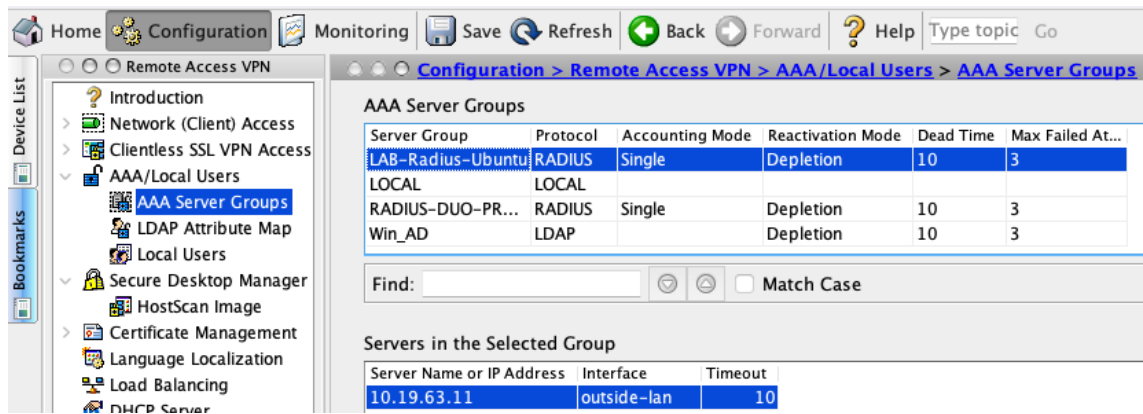 Home Configuration Monitoring Save Refresh Back Forward ? Help Type topic Go
Device List
Bookmarks
Remote Access VPN
? Introduction
Network (Client) Access
Clientless SSL VPN Access
AAA/Local Users
AAA Server Groups
LDAP Attribute Map
Local Users
Secure Desktop Manager
HostScan Image
Certificate Management
Language Localization
Load Balancing
DHCP Server
Configuration > Remote Access VPN > AAA/Local Users > AAA Server Groups
AAA Server Groups
Server Group Protocol Accounting Mode Reactivation Mode Dead Time Max Failed At...
LAB-Radius-Ubuntu RADIUS Single Depletion 10 3
LOCAL LOCAL
RADIUS-DUO-PR... RADIUS Single Depletion 10 3
Win_AD LDAP Depletion 10 3
Find: Match Case
Servers in the Selected Group
Server Name or IP Address Interface Timeout
10.19.63.11 outside-lan 10